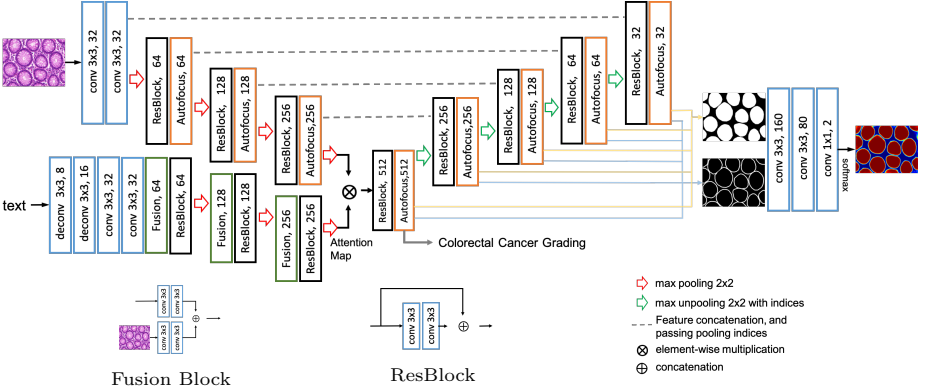 conv 3x3, 32
conv 3x3, 32
ResBlock, 64
Autofocus, 64
ResBlock, 128
Autofocus, 128
ResBlock, 256
Autofocus,256
text
deconv 3x3, 8
deconv 3x3, 16
conv 3x3, 32
conv 3x3, 32
Fusion, 64
ResBlock, 64
Fusion, 128
ResBlock, 128
Fusion, 256
ResBlock, 256
Attention
Map
ResBlock, 512
Autofocus,512
Colorectal Cancer Grading
ResBlock, 256
Autofocus, 256
ResBlock, 128
Autofocus, 128
ResBlock, 64
Autofocus, 64
ResBlock, 32
Autofocus, 32
conv 3x3, 160
conv 3x3, 80
conv 1x1, 2
softmax
conv 3x3
conv 3x3
conv 3x3
conv 3x3
Fusion Block
conv 3x3
conv 3x3
ResBlock
max pooling 2x2
max unpooling 2x2 with indices
Feature concatenation, and
passing pooling indices
element-wise multiplication
concatenation